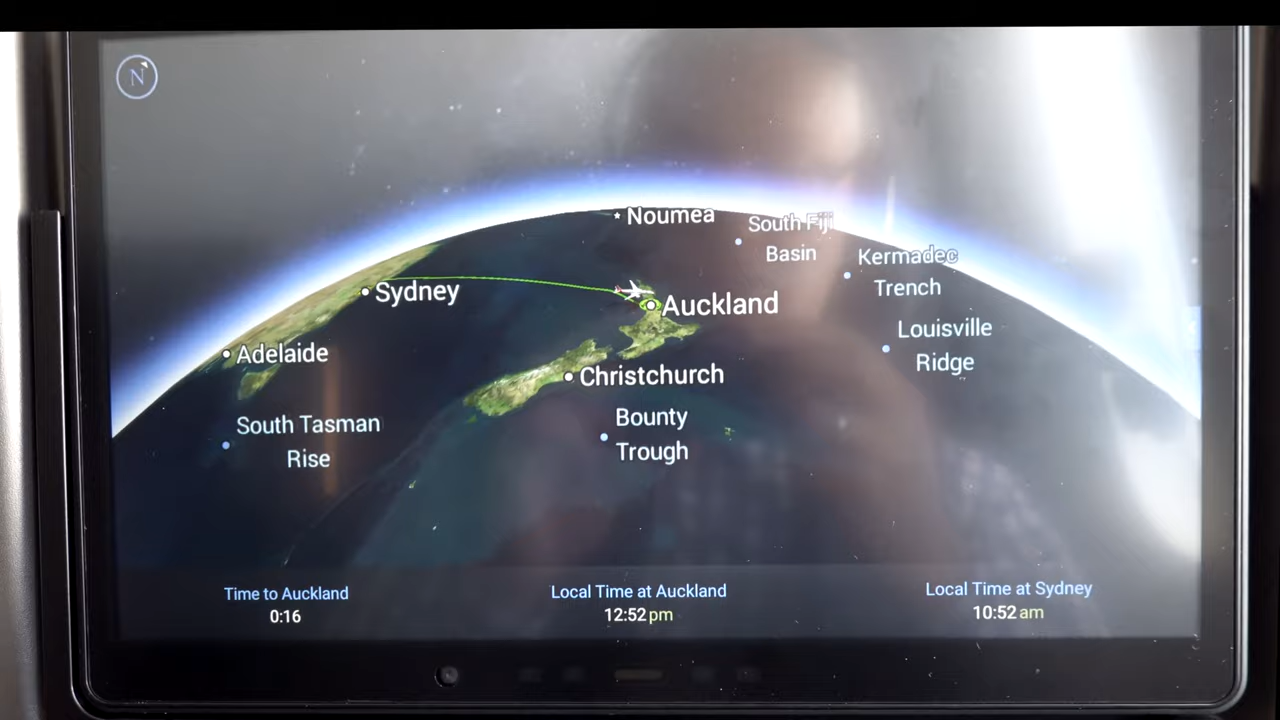 N
Noumea
South Fiji
Basin
Kermadec
Trench
Sydney
Auckland
Louisville
Ridge
Adelaide
Christchurch
South Tasman
Rise
Bounty
Trough
Time to Auckland
0:16
Local Time at Auckland
12:52 pm
Local Time at Sydney
10:52 am